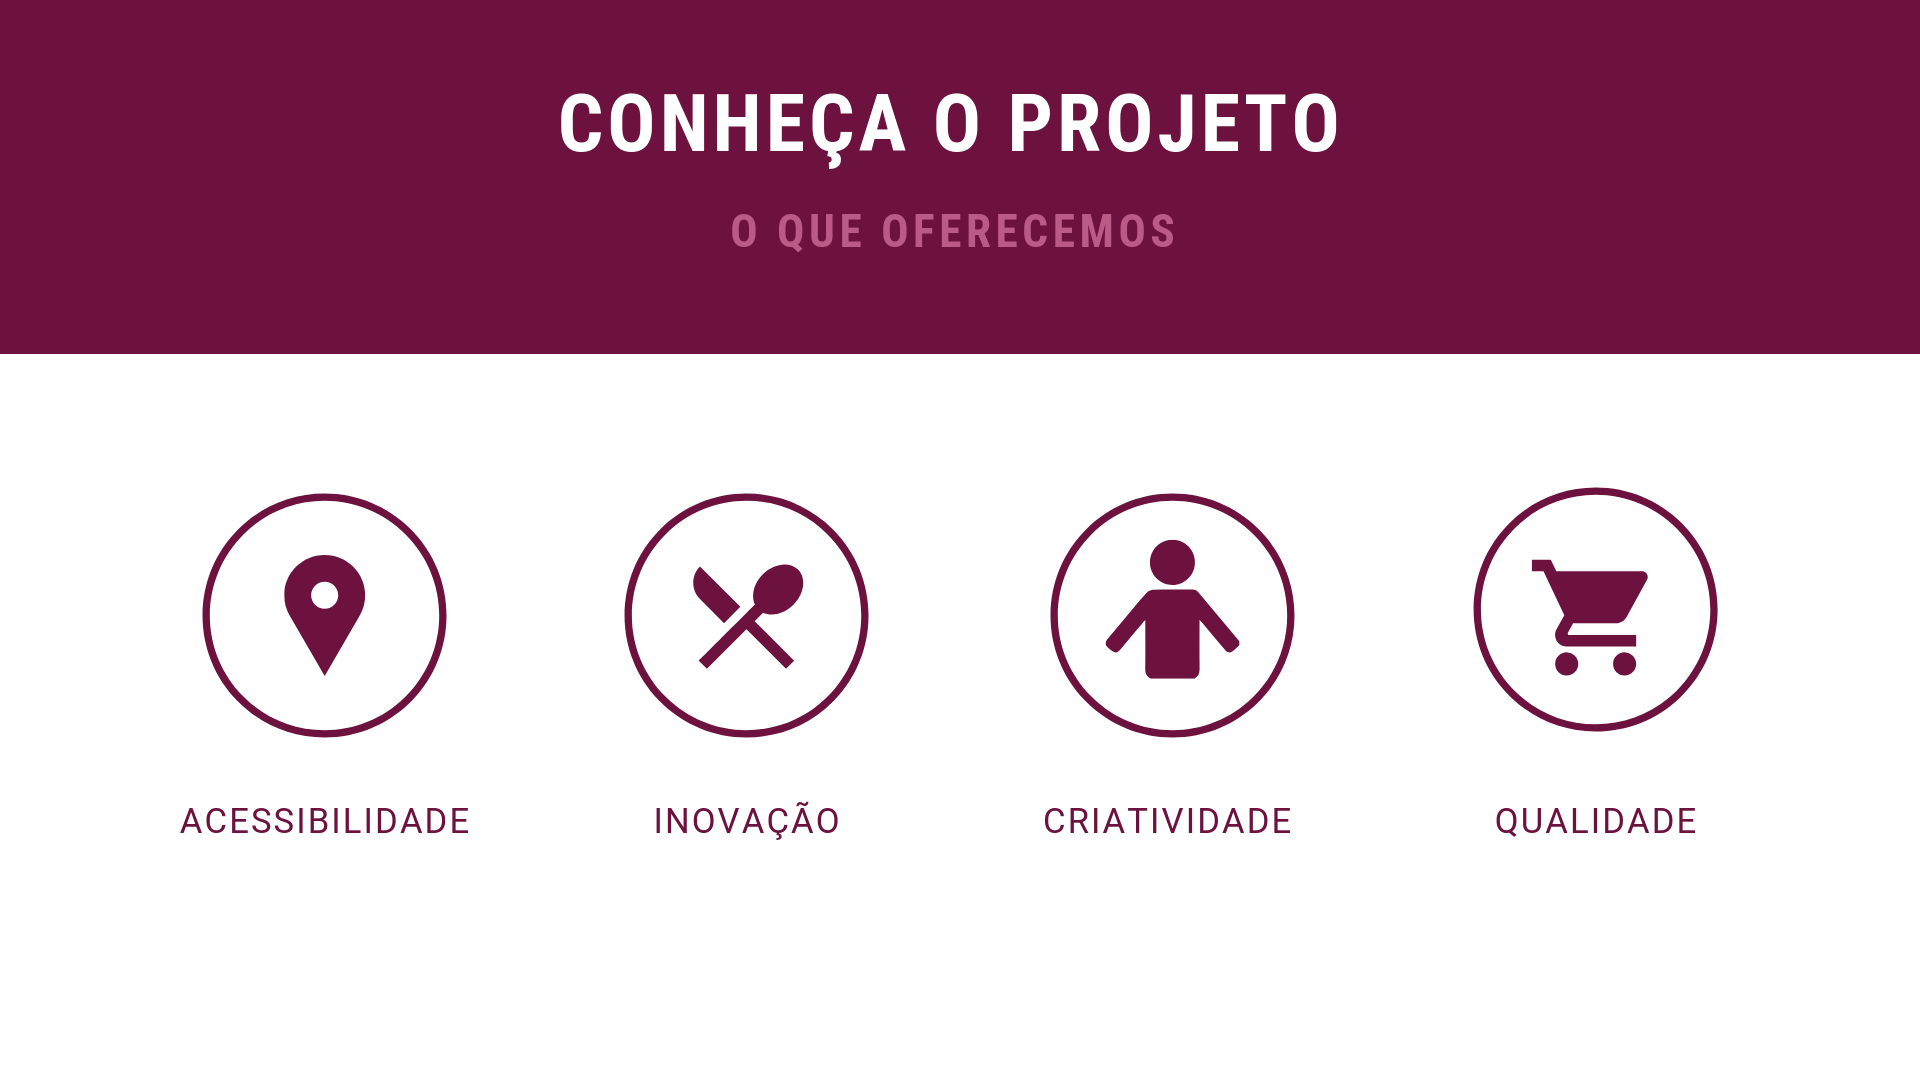 CONHEÇA O PROJETO
O QUE OFERECEMOS
ACESSIBILIDADE
INOVAÇÃO
CRIATIVIDADE
QUALIDADE